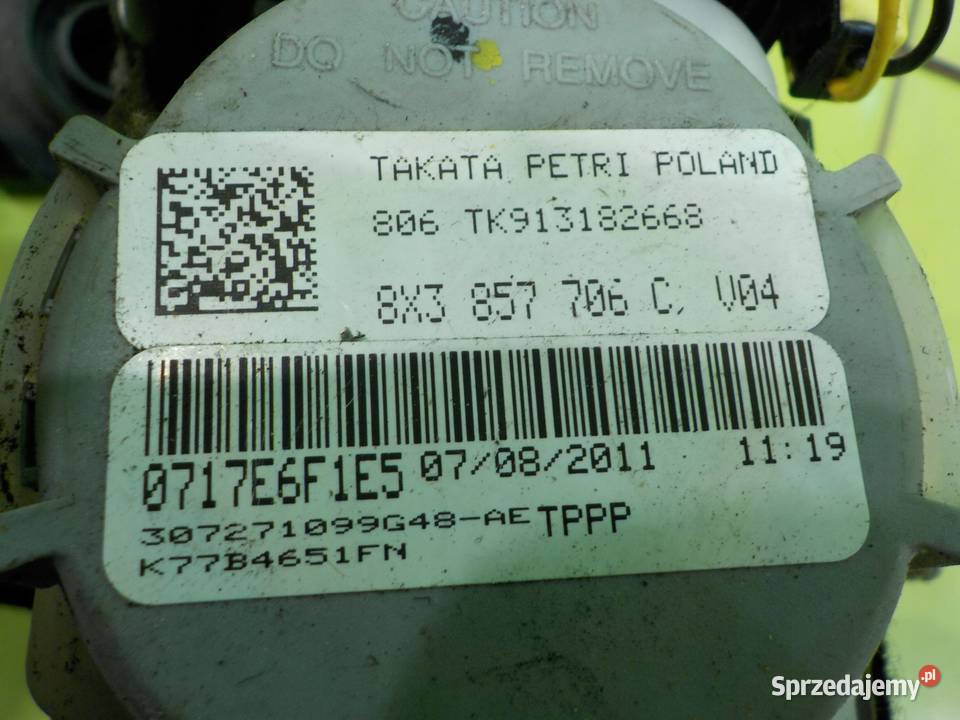 CAUTION
DO NOT REMOVE
TAKATA PETRI POLAND
806 TK913182668
8X3 857 706 C V04
0717E6F1E5 07/08/2011 11:19
307271099G48-AE TPPP
K77B4651FN
Sprzedajemy.pl